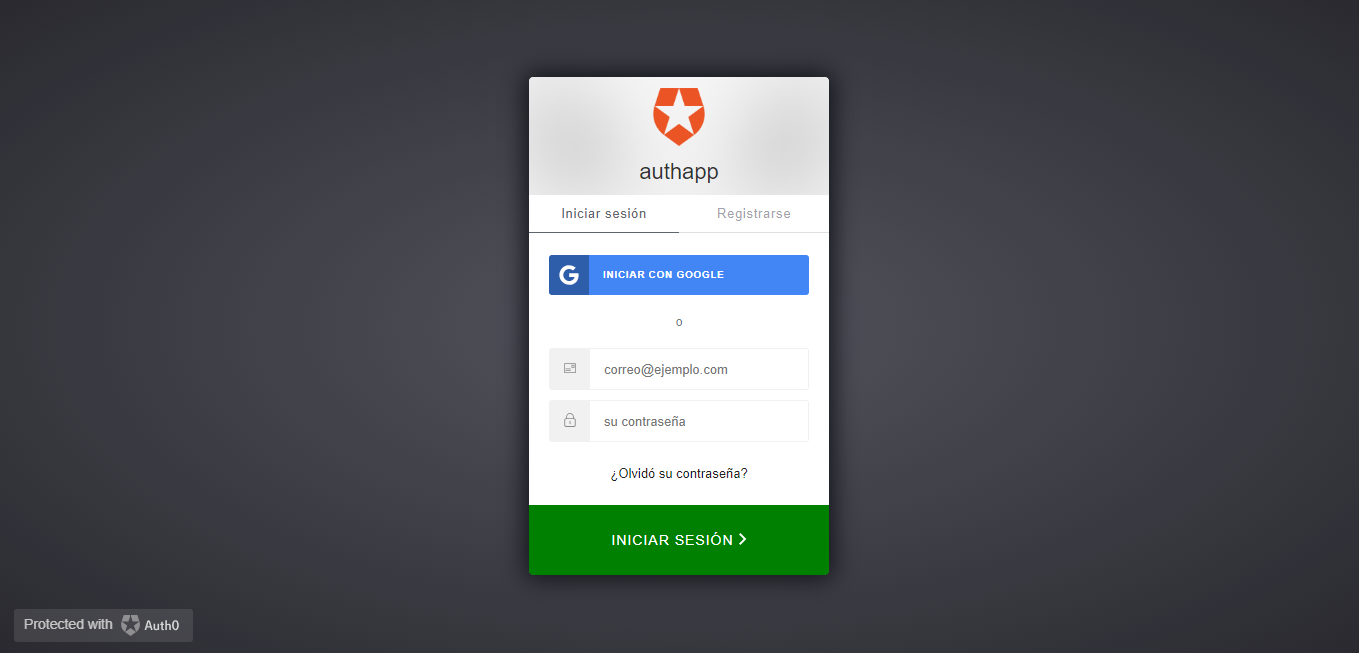 authapp
Iniciar sesión
Registrarse
INICIAR CON GOOGLE
o
correo@ejemplo.com
su contraseña
¿Olvidó su contraseña?
INICIAR SESIÓN
Protected with Auth0